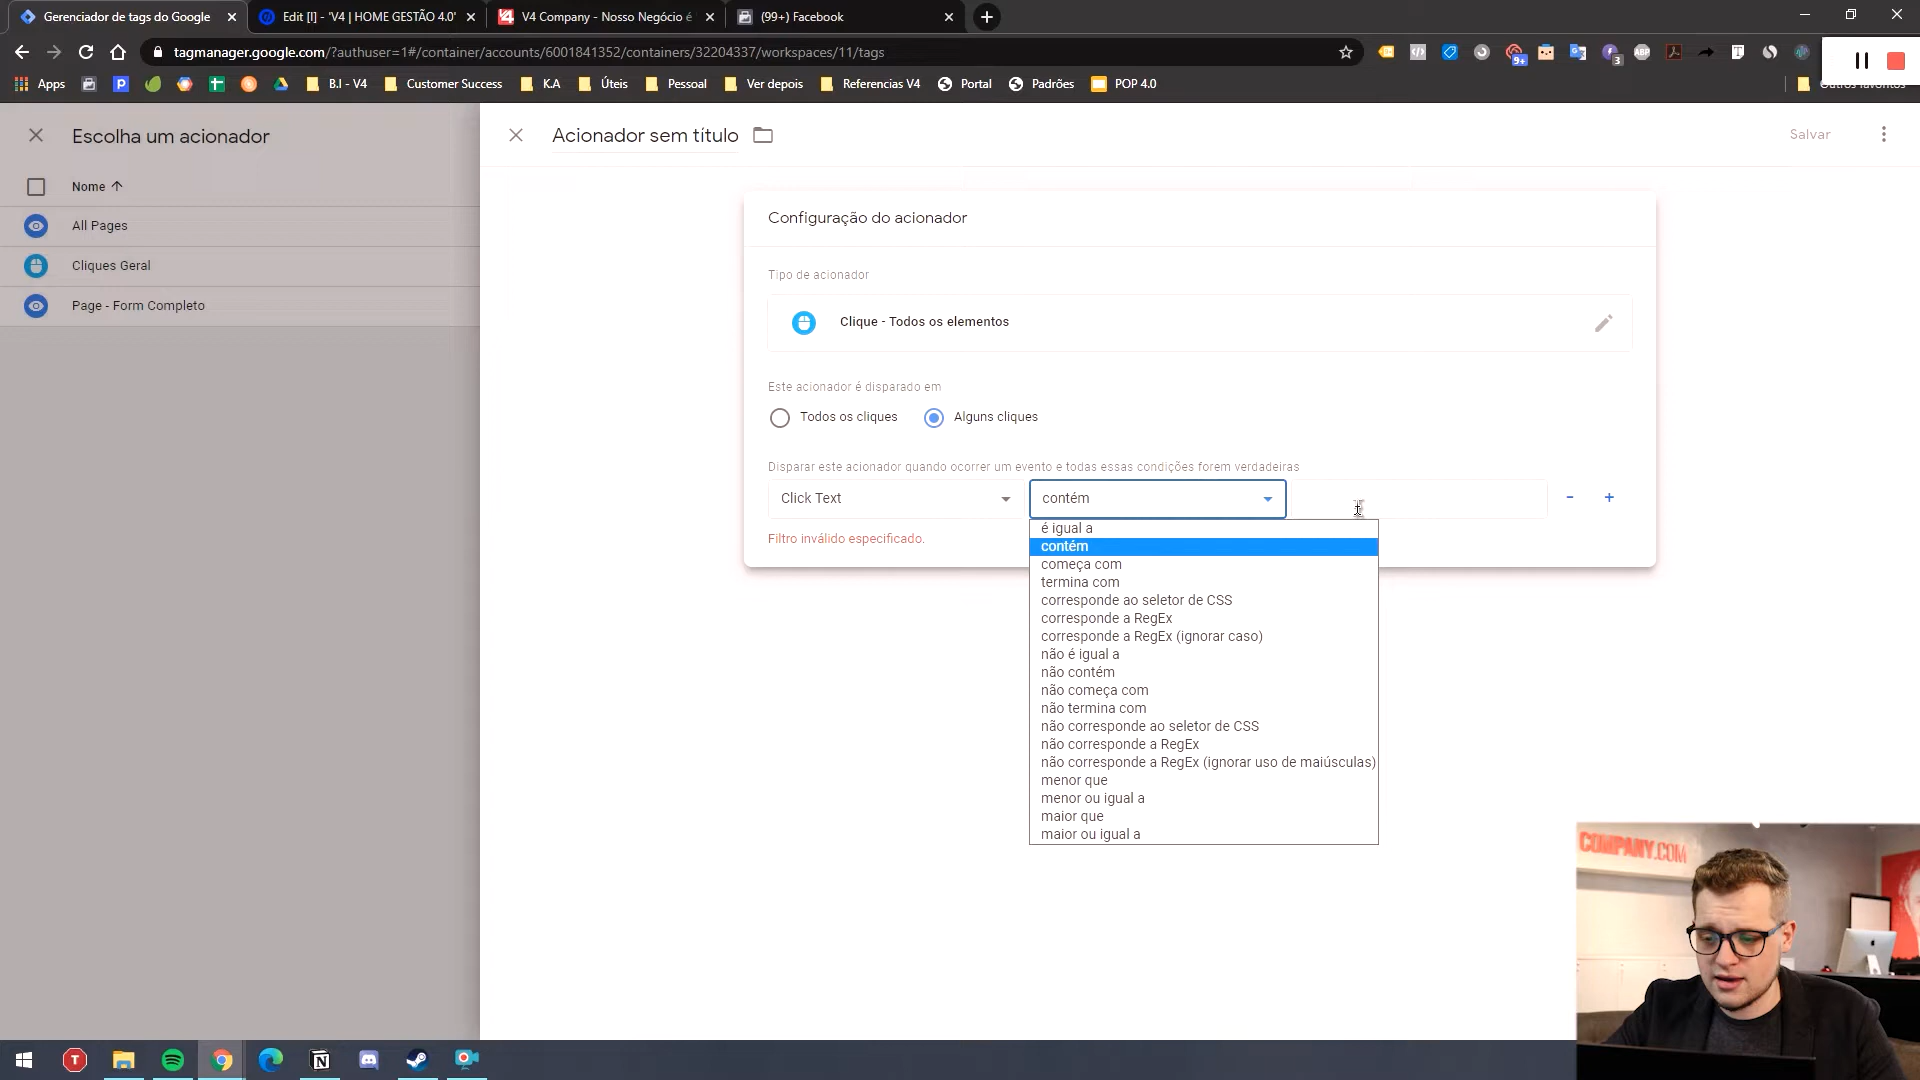 Gerenciador de tags do Google
Edit [I] - 'V4 | HOME GESTÃO 4.0'
V4 Company - Nosso Negócio é
(99+) Facebook
tagmanager.google.com/?authuser=1#/container/accounts/6001841352/containers/32204337/workspaces/11/tags
9+
3
ABP
Apps
B.I - V4
Customer Success
K.A
Úteis
Pessoal
Ver depois
Referencias V4
Portal
Padrões
POP 4.0
Outros favoritos
Escolha um acionador
Acionador sem título
Salvar
Nome
All Pages
Cliques Geral
Page - Form Completo
Configuração do acionador
Tipo de acionador
Clique - Todos os elementos
Este acionador é disparado em
Todos os cliques
Alguns cliques
Disparar este acionador quando ocorrer um evento e todas essas condições forem verdadeiras
Click Text
contém
- +
Filtro inválido especificado.
é igual a
contém
começa com
termina com
corresponde ao seletor de CSS
corresponde a RegEx
corresponde a RegEx (ignorar caso)
não é igual a
não contém
não começa com
não termina com
não corresponde ao seletor de CSS
não corresponde a RegEx
não corresponde a RegEx (ignorar uso de maiúsculas)
menor que
menor ou igual a
maior que
maior ou igual a
COMPANY.COM